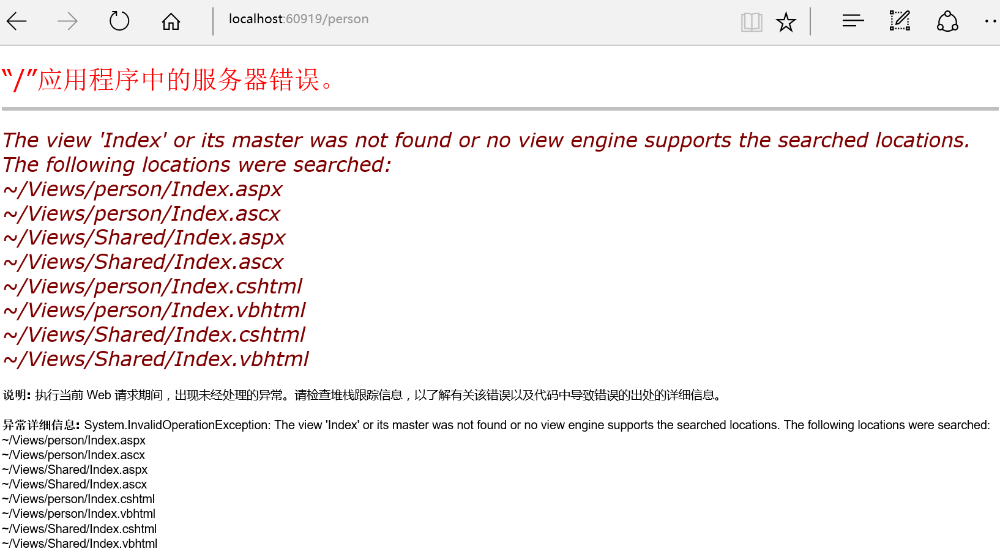 localhost:60919/person
“/”应用程序中的服务器错误。
The view 'Index' or its master was not found or no view engine supports the searched locations.
The following locations were searched:
~/Views/person/Index.aspx
~/Views/person/Index.ascx
~/Views/Shared/Index.aspx
~/Views/Shared/Index.ascx
~/Views/person/Index.cshtml
~/Views/person/Index.vbhtml
~/Views/Shared/Index.cshtml
~/Views/Shared/Index.vbhtml
说明: 执行当前 Web 请求期间，出现未经处理的异常。请检查堆栈跟踪信息，以了解有关该错误以及代码中导致错误的出处的详细信息。
异常详细信息: System.InvalidOperationException: The view 'Index' or its master was not found or no view engine supports the searched locations. The following locations were searched:
~/Views/person/Index.aspx
~/Views/person/Index.ascx
~/Views/Shared/Index.aspx
~/Views/Shared/Index.ascx
~/Views/person/Index.cshtml
~/Views/person/Index.vbhtml
~/Views/Shared/Index.cshtml
~/Views/Shared/Index.vbhtml